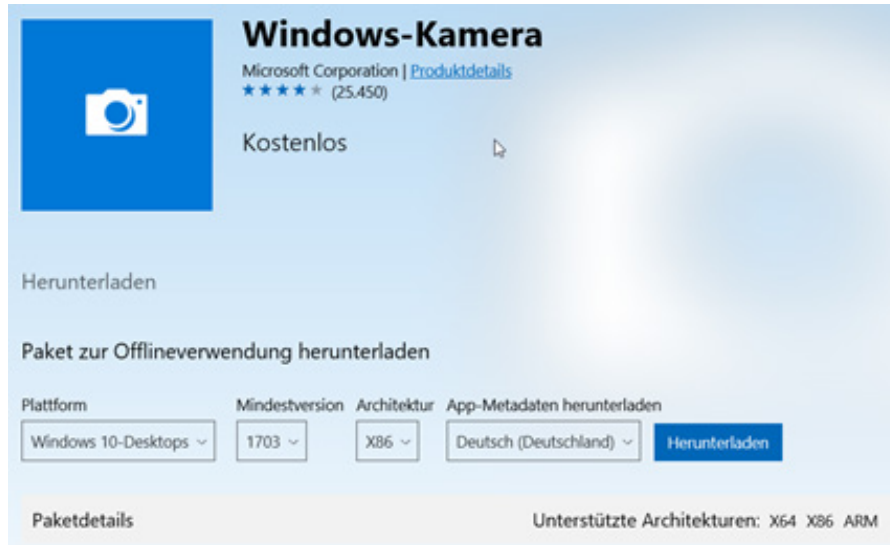 Windows-Kamera
Microsoft Corporation | Produktdetails
(25.450)
Kostenlos
Herunterladen
Paket zur Offlineverwendung herunterladen
Plattform Mindestversion Architektur App-Metadaten herunterladen
Windows 10-Desktops 1703 X86 Deutsch (Deutschland) Herunterladen
Paketdetails Unterstützte Architekturen: X64 X86 ARM